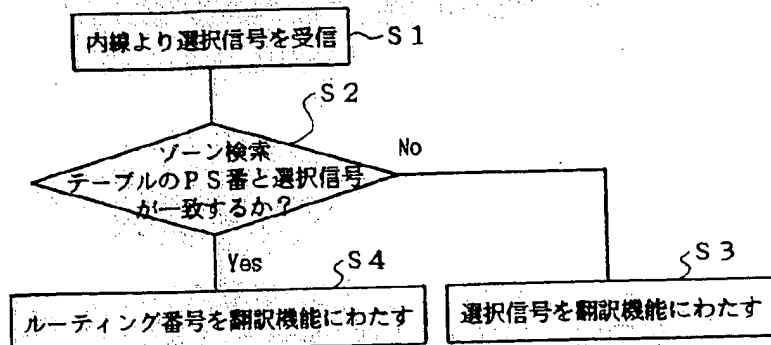 内線より選択信号を受信
S1
S2
ゾーン検索
テーブルのPS番と選択信号
が一致するか?
No
Yes
S4
ルーティング番号を翻訳機能にわたす
S3
選択信号を翻訳機能にわたす